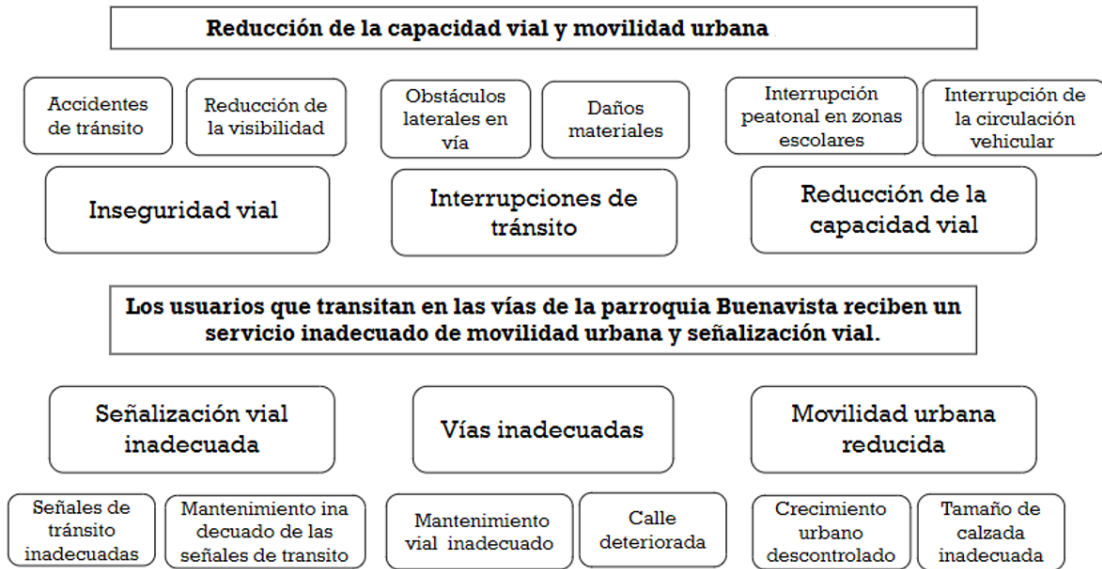 Reducción de la capacidad vial y movilidad urbana
Accidentes
de tránsito
Reducción de
la visibilidad
Obstáculos
laterales en
vía
Daños
materiales
Interrupción
peatonal en zonas
escolares
Interrupción de
la circulación
vehicular
Inseguridad vial
Interrupciones de
tránsito
Reducción de la
capacidad vial
Los usuarios que transitan en las vías de la parroquia Buenavista reciben un
servicio inadecuado de movilidad urbana y señalización vial.
Señalización vial
inadecuada
Vías inadecuadas
Movilidad urbana
reducida
Señales de
tránsito
inadecuadas
Mantenimiento ina
decuado de las
señales de transito
Mantenimiento
vial inadecuado
Calle
deteriorada
Crecimiento
urbano
descontrolado
Tamaño de
calzada
inadecuada